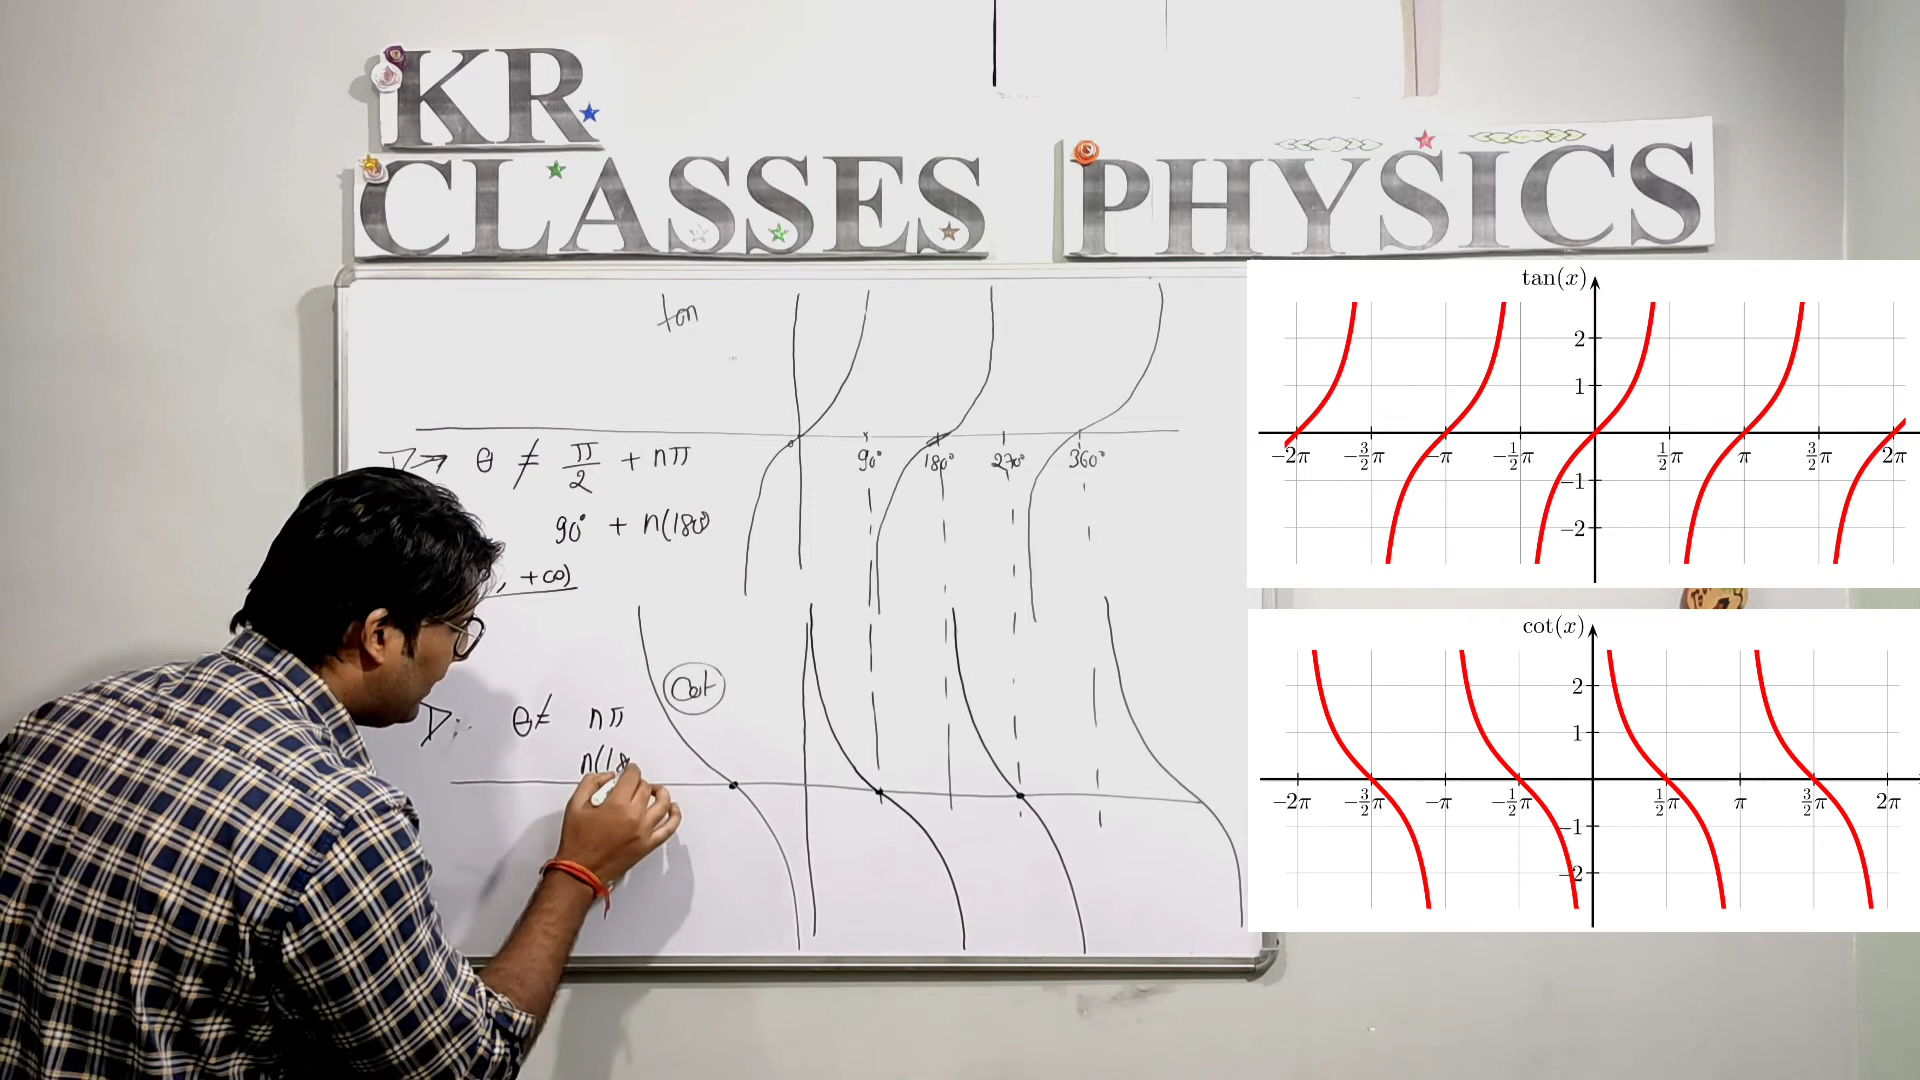 KR
CLASSES PHYSICS
tan
D→ θ ≠ π/2 + nπ
90° 180° 270° 360°
90° + n(180)
, +∞)
Cot
D: θ ≠ nπ
n(18
tan(x)
2
1
−2π −3/2π −π −1/2π 1/2π π 3/2π 2π
−1
−2
cot(x)
2
1
−2π −3/2π −π −1/2π 1/2π π 3/2π 2π
−1
−2